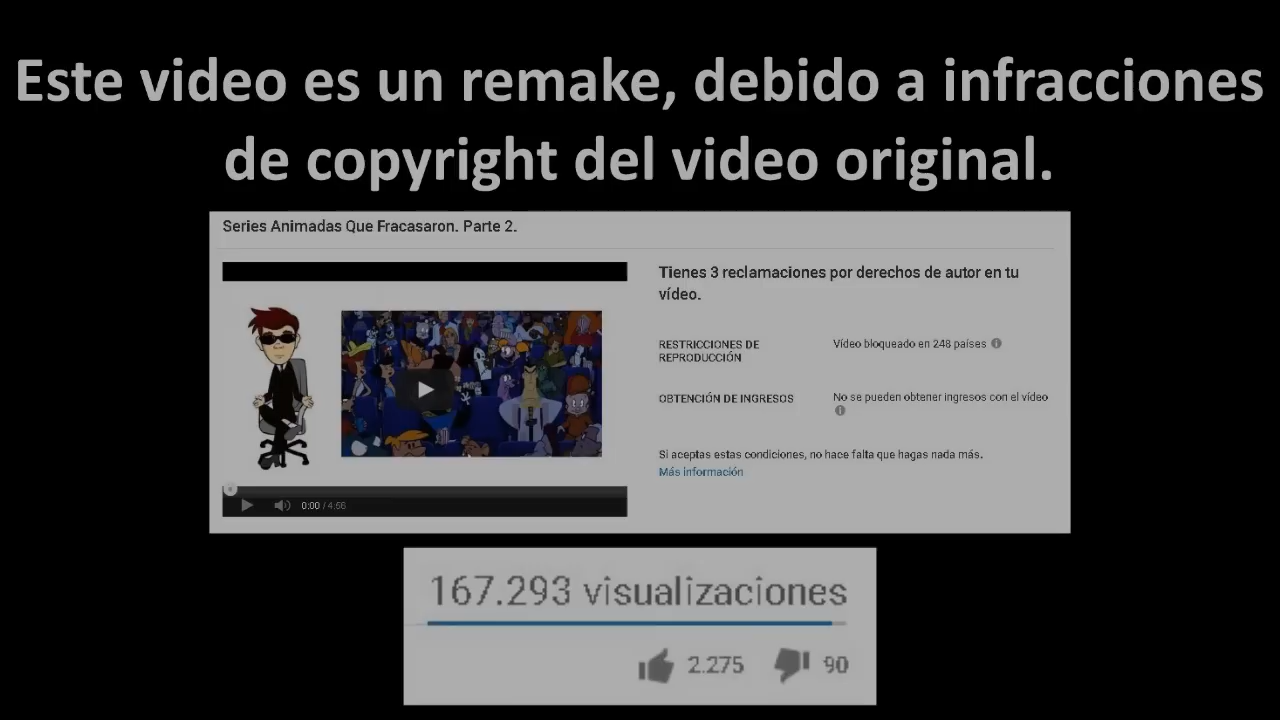 Este video es un remake, debido a infracciones
de copyright del video original.
Series Animadas Que Fracasaron. Parte 2.
Tienes 3 reclamaciones por derechos de autor en tu
vídeo.
RESTRICCIONES DE
REPRODUCCIÓN
Vídeo bloqueado en 248 países
OBTENCIÓN DE INGRESOS
No se pueden obtener ingresos con el vídeo
Si aceptas estas condiciones, no hace falta que hagas nada más.
Más información
0:00 / 4:56
167.293 visualizaciones
2.275 90